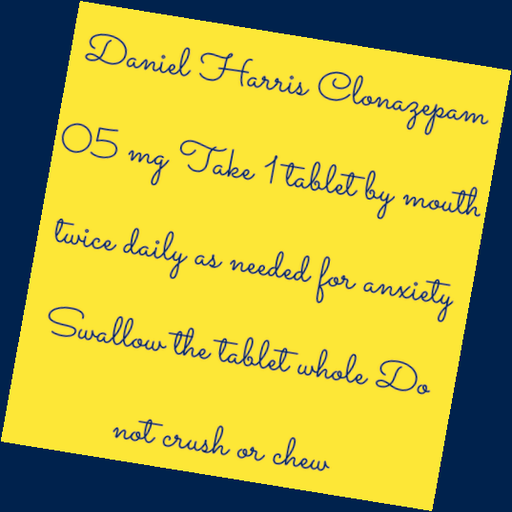 Daniel Harris Clonazepam
05 mg Take 1 tablet by mouth
twice daily as needed for anxiety
Swallow the tablet whole Do
not crush or chew